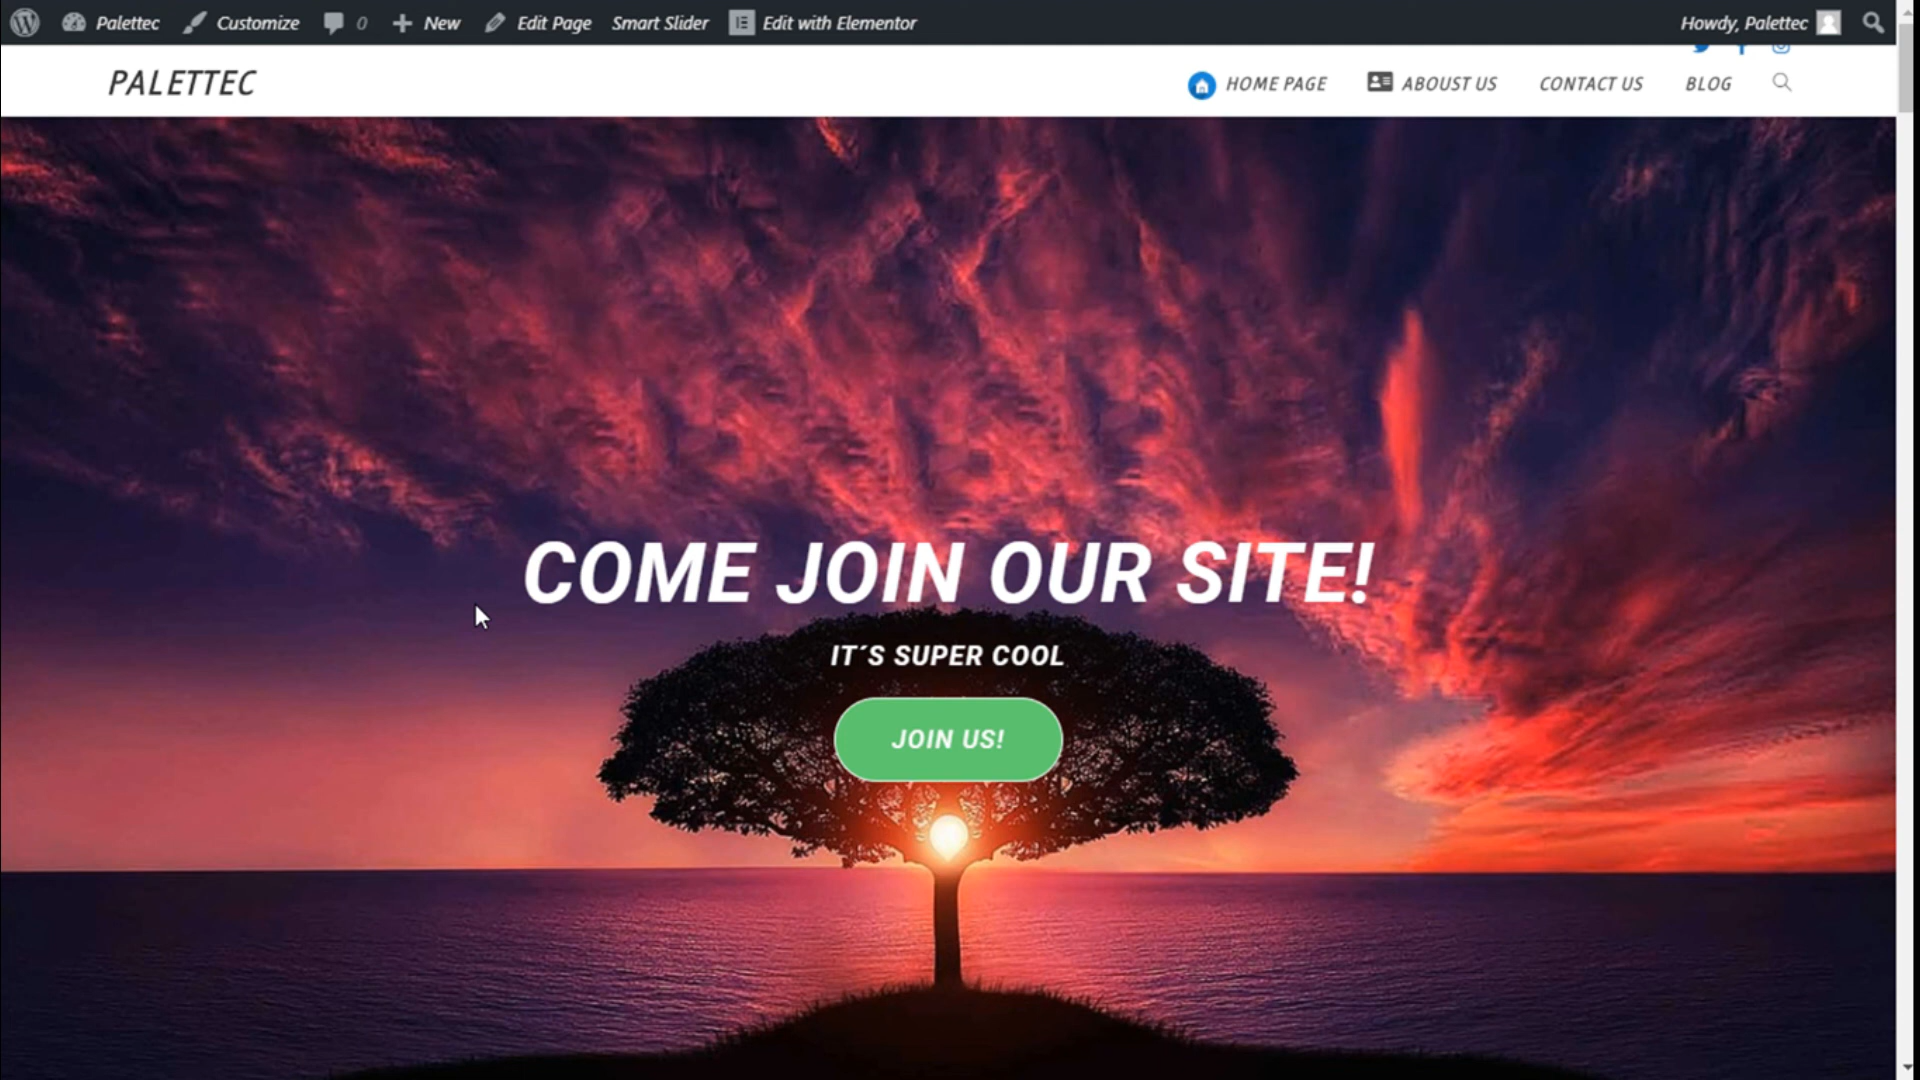 Palettec Customize 0 New Edit Page Smart Slider Edit with Elementor Howdy, Palettec
PALETTEC HOME PAGE ABOUST US CONTACT US BLOG
COME JOIN OUR SITE!
IT´S SUPER COOL
JOIN US!